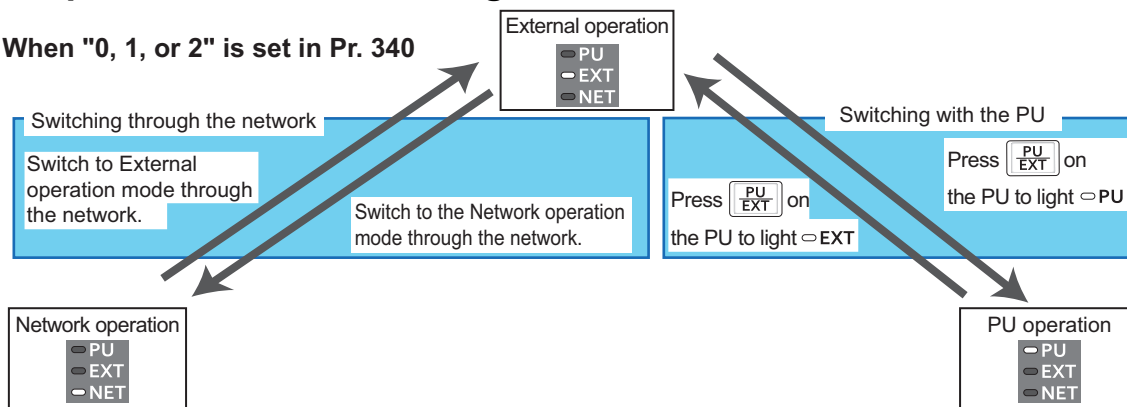 When "0, 1, or 2" is set in Pr. 340
External operation
PU
EXT
NET
Switching through the network
Switch to External
operation mode through
the network.
Switch to the Network operation
mode through the network.
Switching with the PU
Press PU/EXT on
the PU to light EXT
Press PU/EXT on
the PU to light PU
Network operation
PU
EXT
NET
PU operation
PU
EXT
NET